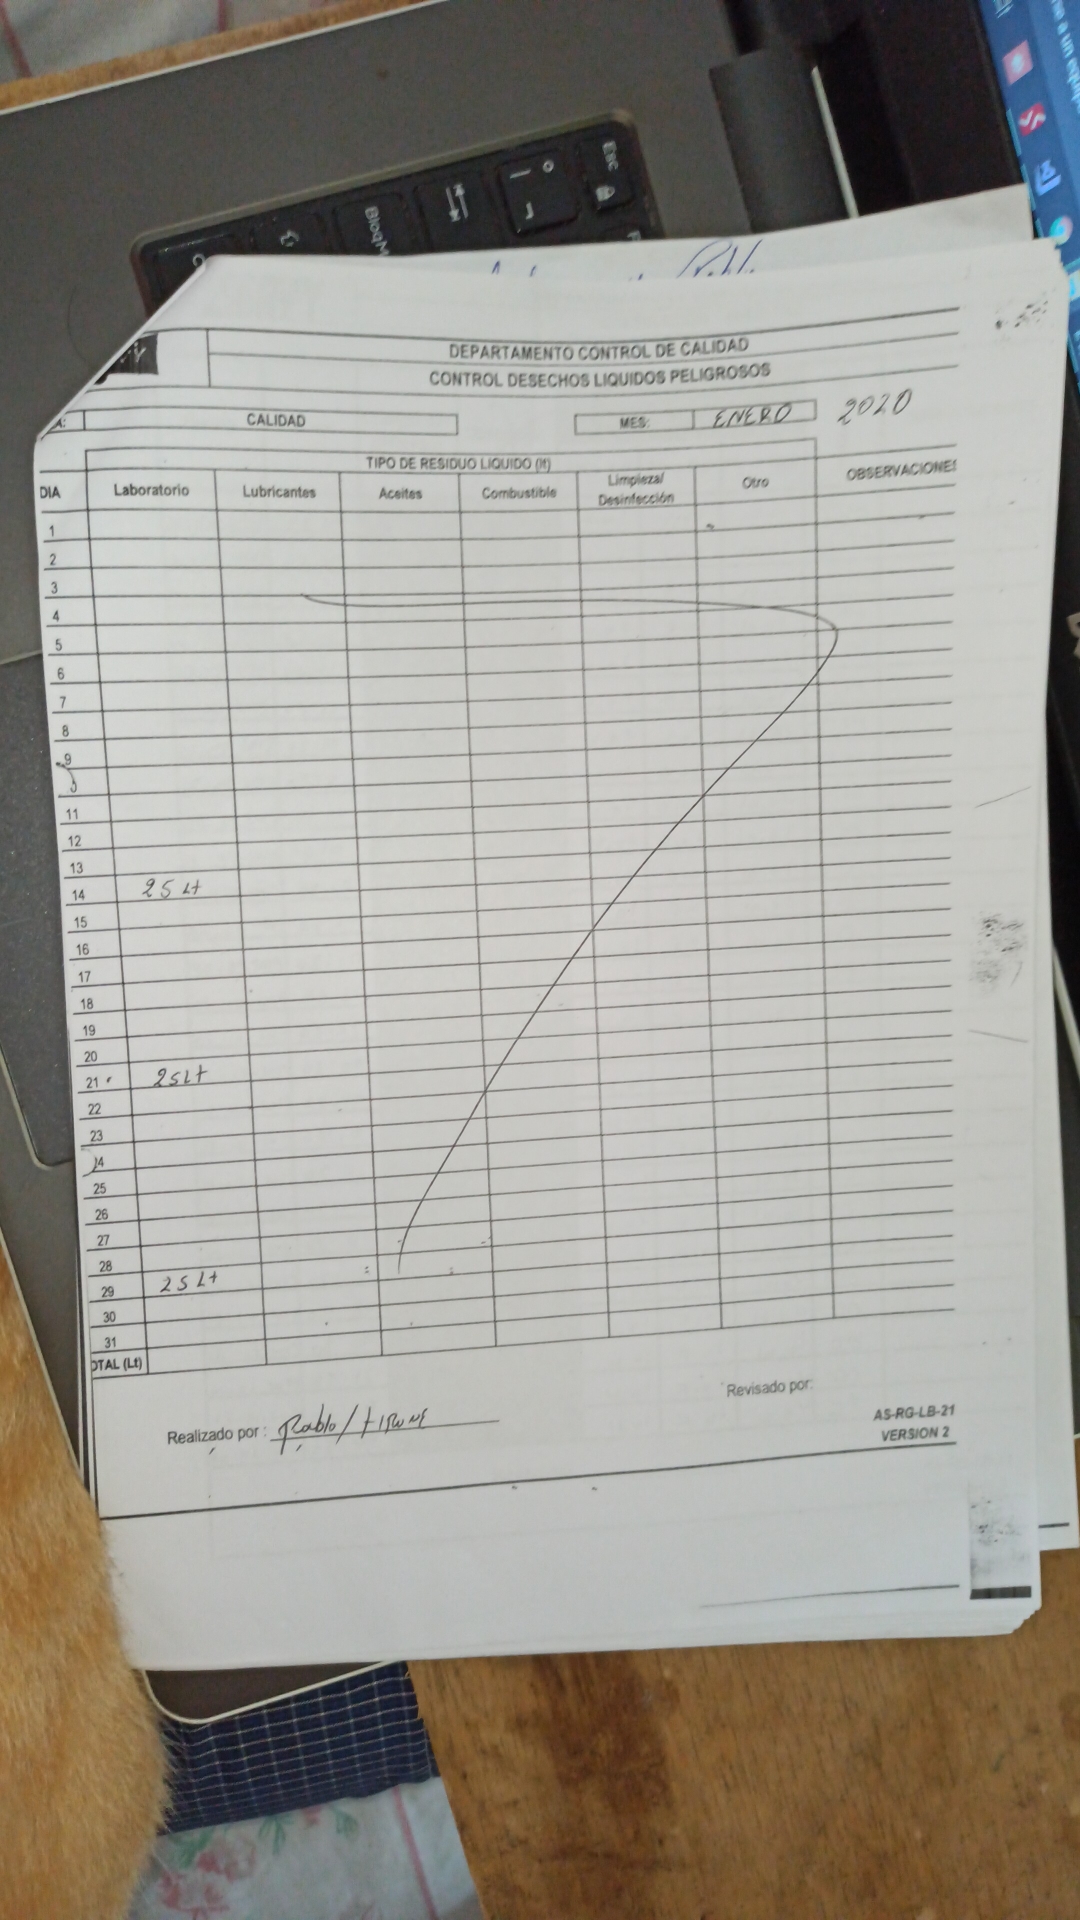 Esc
BloqM
DEPARTAMENTO CONTROL DE CALIDAD
CONTROL DESECHOS LIQUIDOS PELIGROSOS
A: CALIDAD MES: ENERO 2020
TIPO DE RESIDUO LIQUIDO (lt)
DIA Laboratorio Lubricantes Aceites Combustible Limpieza/ Desinfección Otro OBSERVACIONES
1
2
3
4
5
6
7
8
9
11
12
13
14 25 Lt
15
16
17
18
19
20
21 25 Lt
22
23
24
25
26
27
28
29 25 Lt
30
31
OTAL (Lt)
Revisado por:
Realizado por : Pablo/
AS-RG-LB-21
VERSION 2